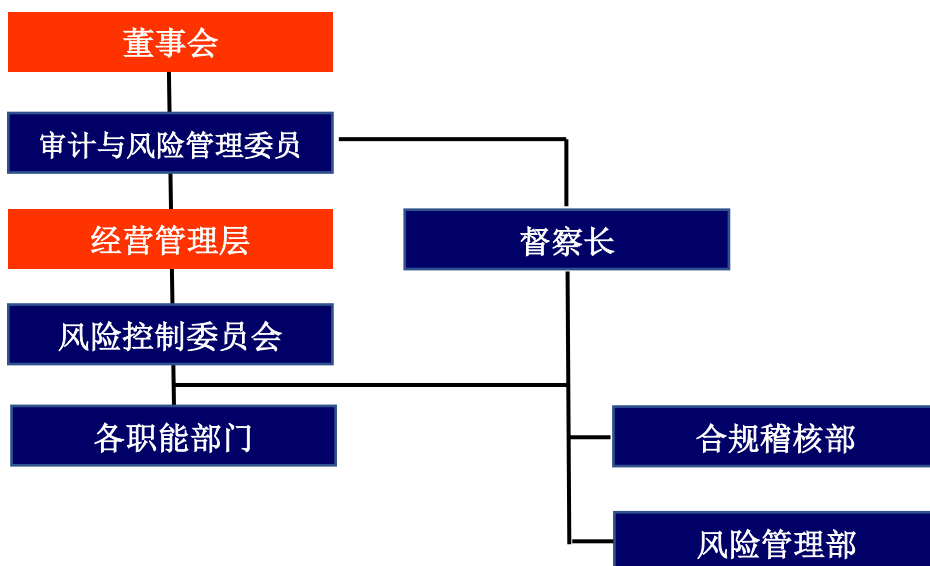 董事会
审计与风险管理委员
经营管理层
督察长
风险控制委员会
各职能部门
合规稽核部
风险管理部